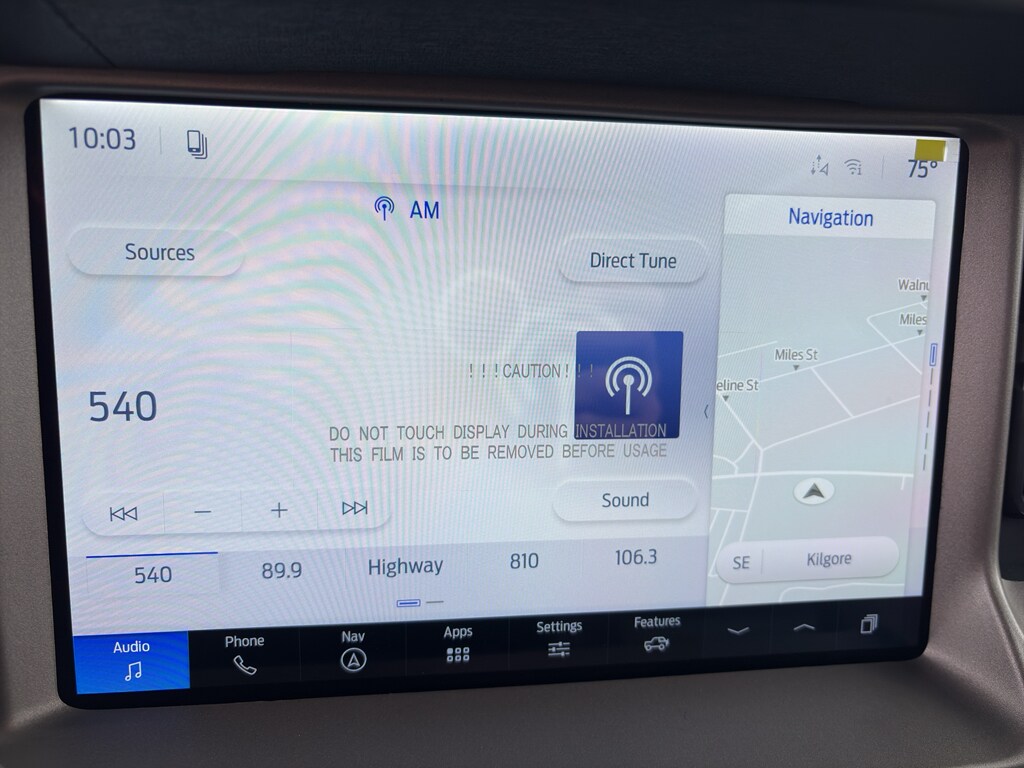 10:03
75°
AM
Navigation
Sources
Direct Tune
Miles
Miles St
eline St
! ! !CAUTION! ! !
540
DO NOT TOUCH DISPLAY DURING INSTALLATION
THIS FILM IS TO BE REMOVED BEFORE USAGE
Sound
SE
Kilgore
540
89.9
Highway
810
106.3
Audio
Phone
Nav
Apps
Settings
Features